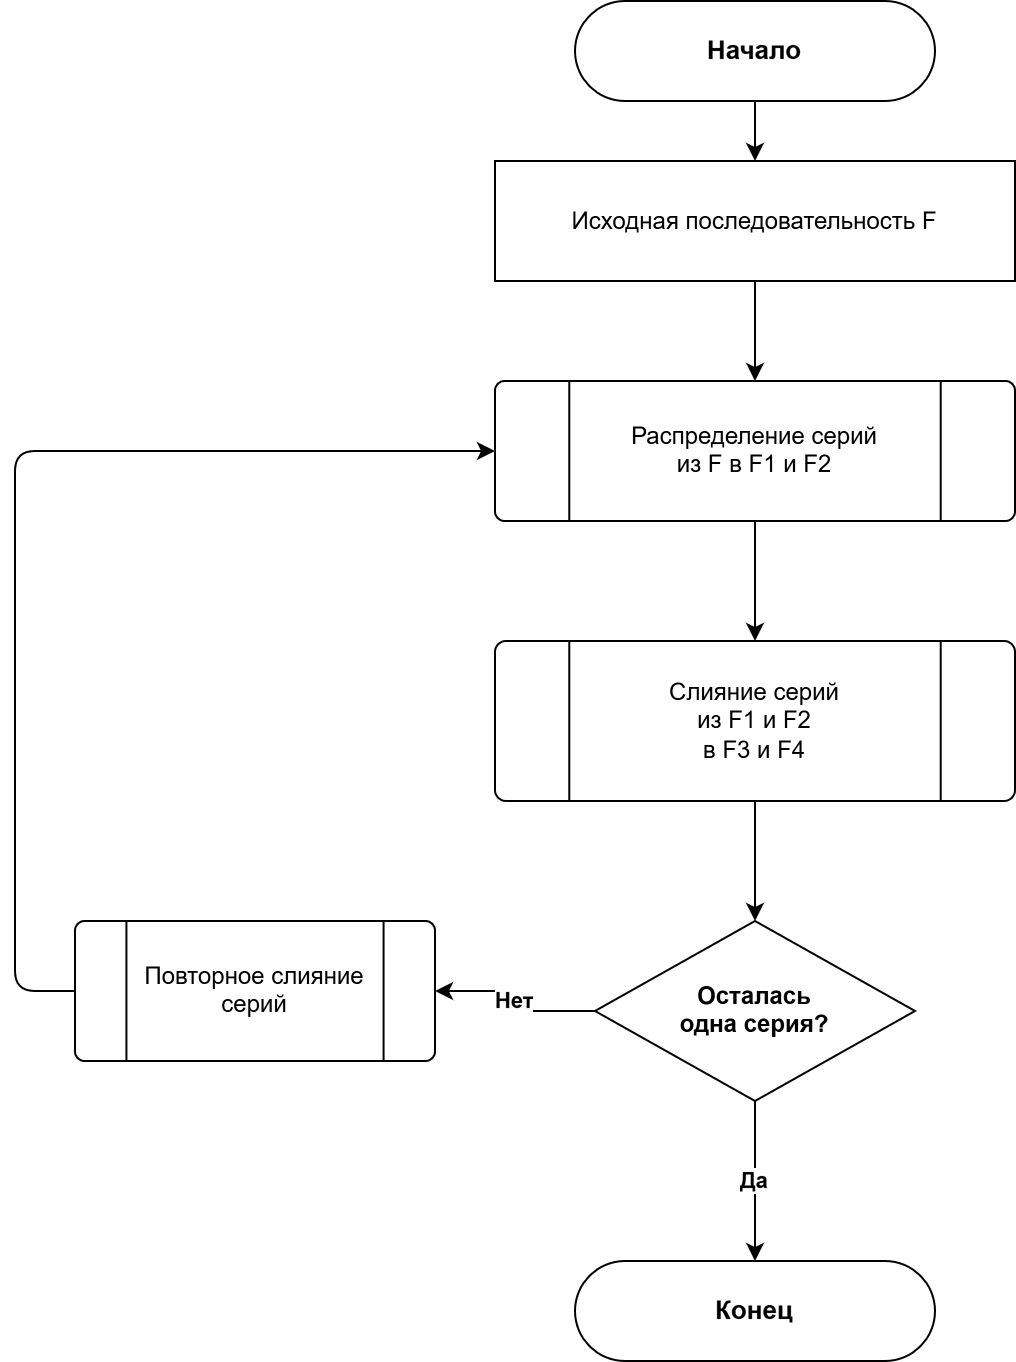 Начало
Исходная последовательность F
Распределение серий
из F в F1 и F2
Слияние серий
из F1 и F2
в F3 и F4
Осталась
одна серия?
Нет
Повторное слияние
серий
Да
Конец